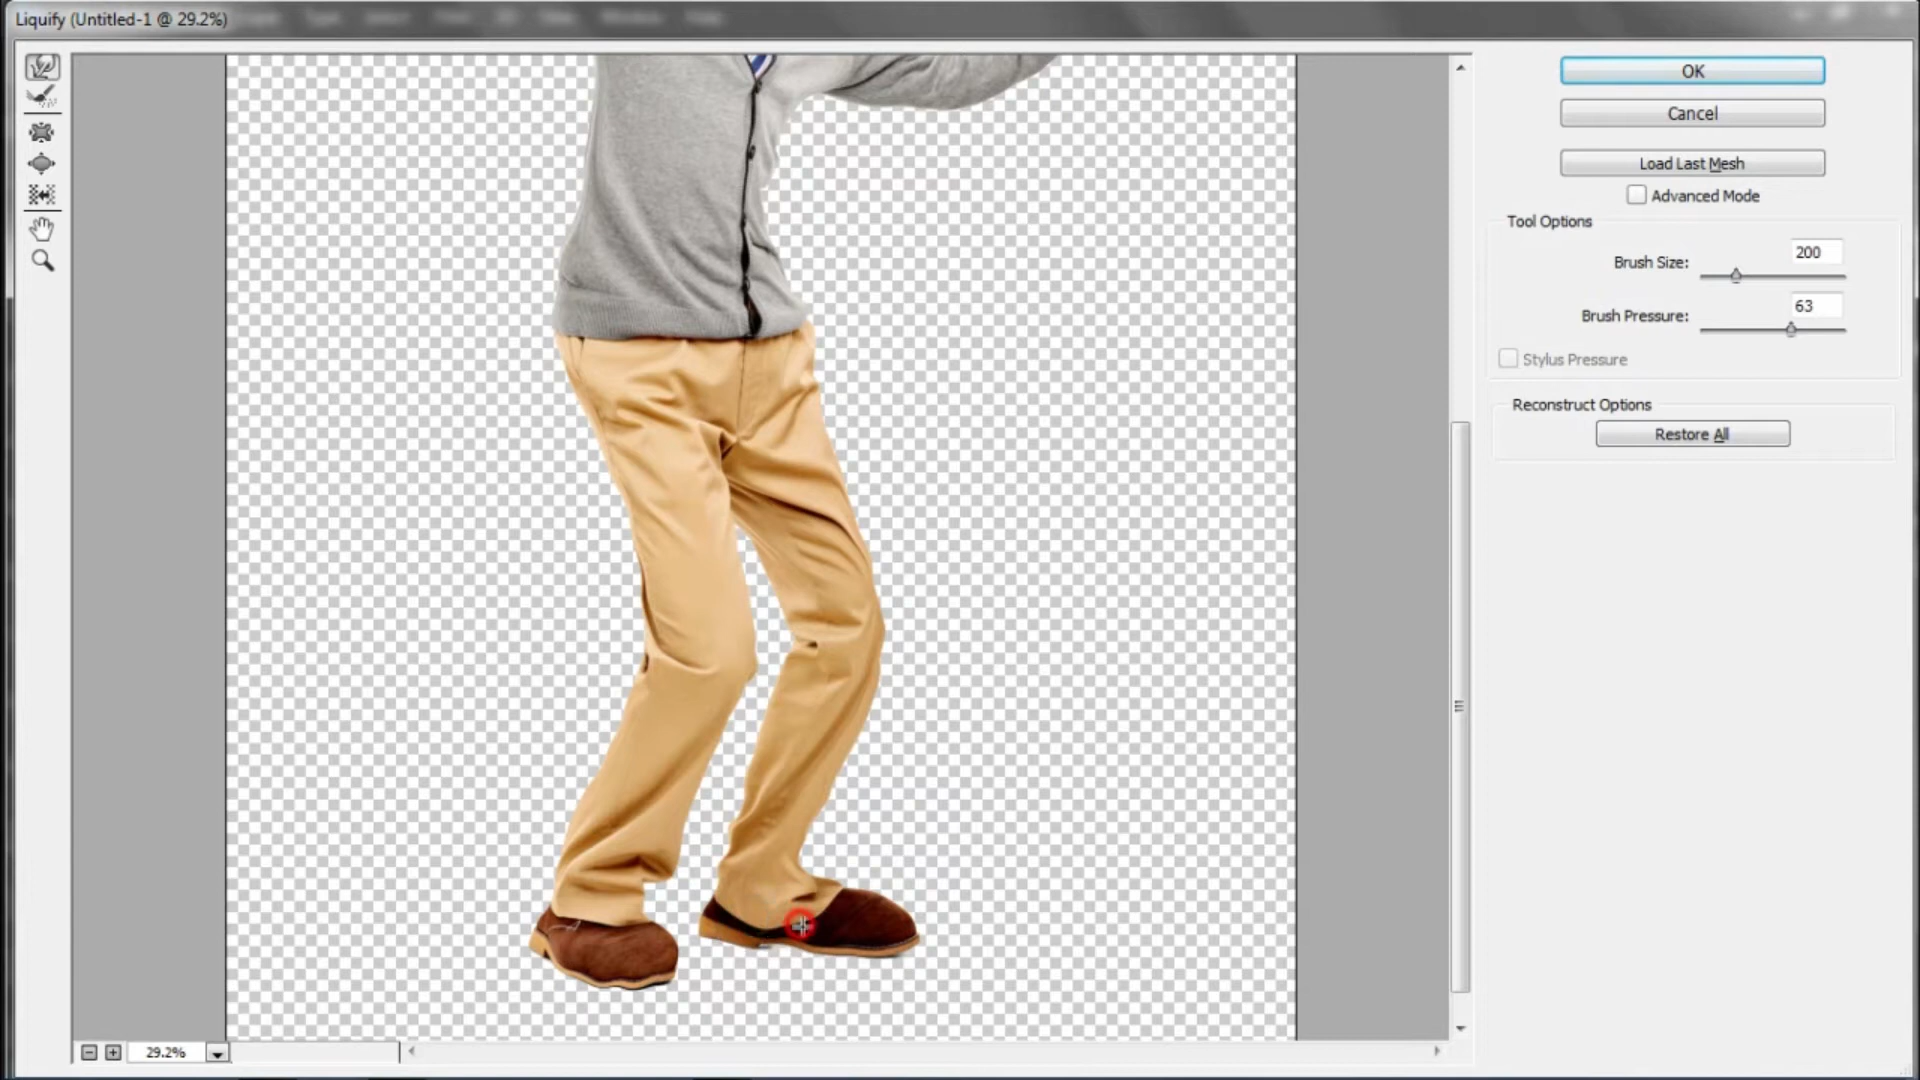 Liquify (Untitled-1 @ 29.2%)
OK
Cancel
Load Last Mesh
Advanced Mode
Tool Options
Brush Size:
200
Brush Pressure:
63
Stylus Pressure
Reconstruct Options
Restore All
29.2%